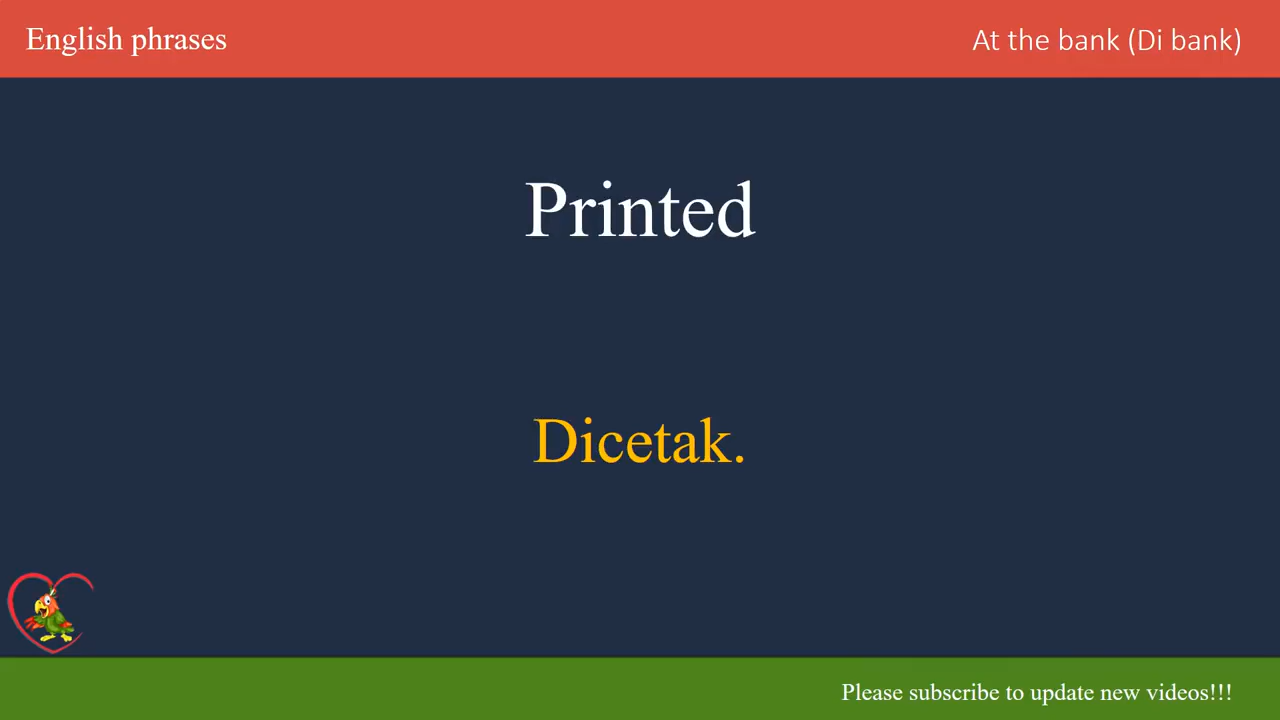 English phrases
At the bank (Di bank)
Printed
Dicetak.
Please subscribe to update new videos!!!